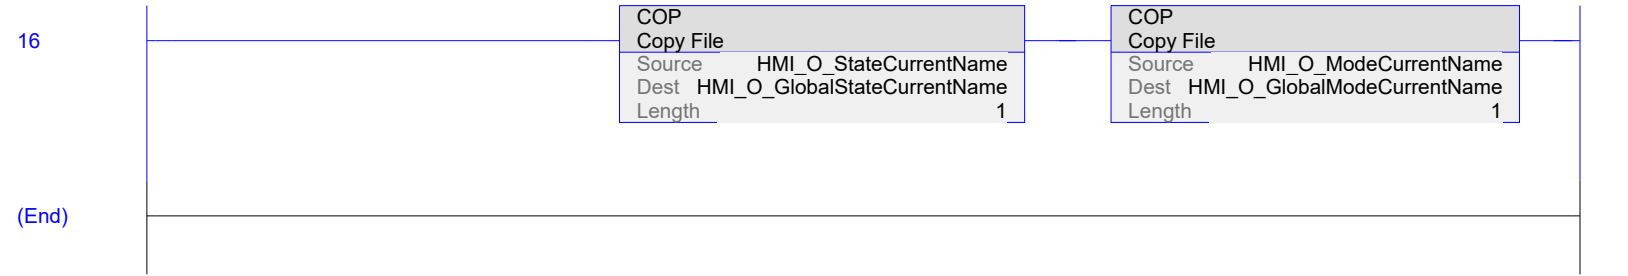 16
COP
Copy File
Source HMI_O_StateCurrentName
Dest HMI_O_GlobalStateCurrentName
Length 1
COP
Copy File
Source HMI_O_ModeCurrentName
Dest HMI_O_GlobalModeCurrentName
Length 1
(End)